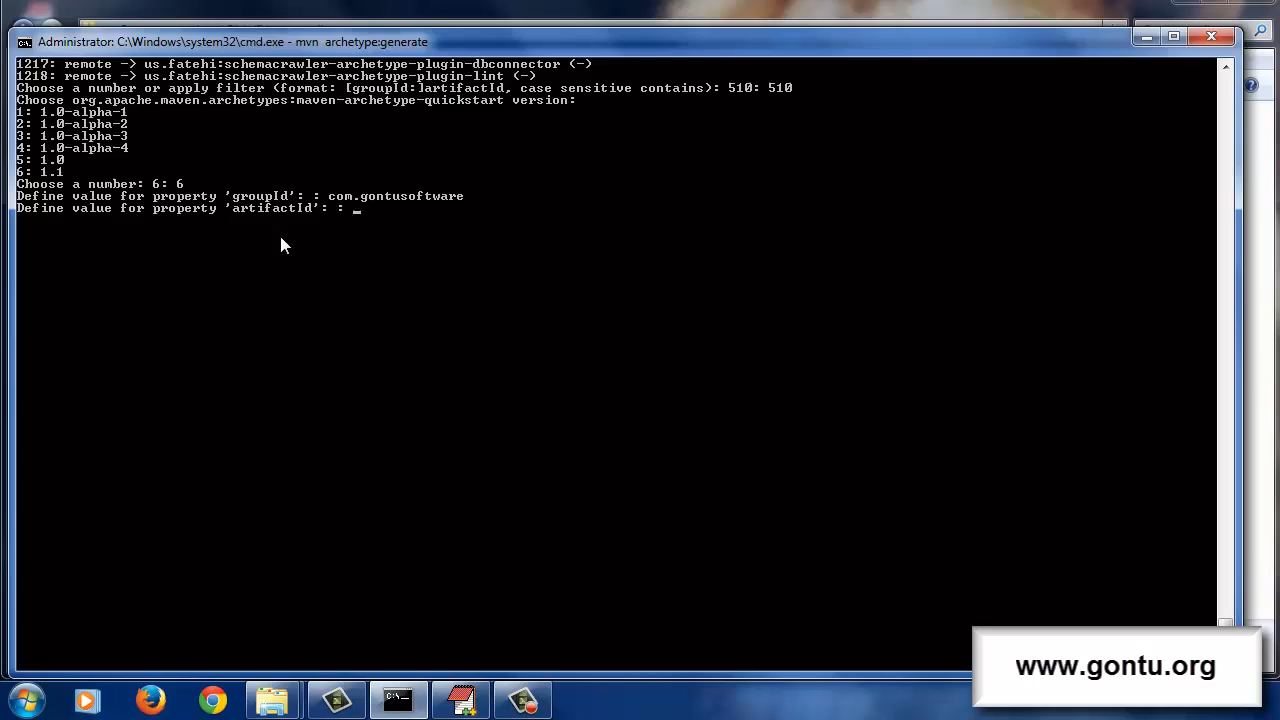 Administrator: C:\Windows\system32\cmd.exe - mvn  archetype:generate
1217: remote -> us.fatehi:schemacrawler-archetype-plugin-dbconnector (-)
1218: remote -> us.fatehi:schemacrawler-archetype-plugin-lint (-)
Choose a number or apply filter (format: [groupId:]artifactId, case sensitive contains): 510: 510
Choose org.apache.maven.archetypes:maven-archetype-quickstart version:
1: 1.0-alpha-1
2: 1.0-alpha-2
3: 1.0-alpha-3
4: 1.0-alpha-4
5: 1.0
6: 1.1
Choose a number: 6: 6
Define value for property 'groupId': : com.gontusoftware
Define value for property 'artifactId': : _
www.gontu.org